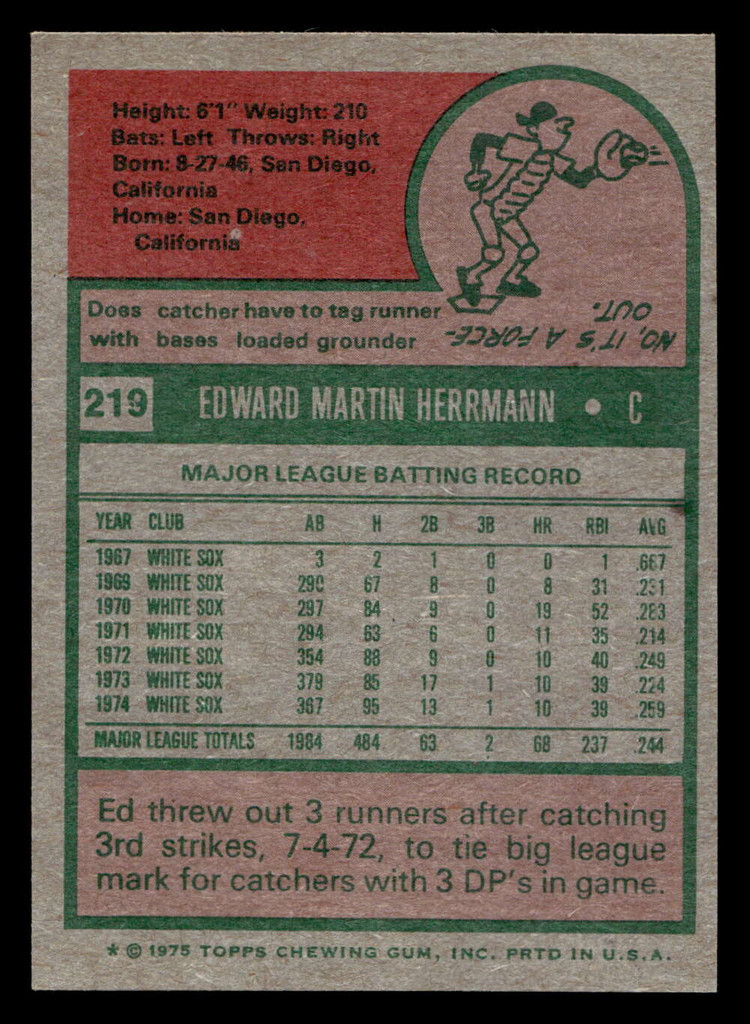 Height: 6'1" Weight: 210
Bats: Left Throws: Right
Born: 8-27-46, San Diego,
California
Home: San Diego,
California
Does catcher have to tag runner
with bases loaded grounder
NO, IT'S A FORCE-
OUT.
219 EDWARD MARTIN HERRMANN • C
MAJOR LEAGUE BATTING RECORD
YEAR CLUB AB H 2B 3B HR RBI AVG
1967 WHITE SOX 3 2 1 0 0 1 .667
1969 WHITE SOX 290 67 8 0 8 31 .231
1970 WHITE SOX 297 84 9 0 19 52 .283
1971 WHITE SOX 294 63 6 0 11 35 .214
1972 WHITE SOX 354 88 9 0 10 40 .249
1973 WHITE SOX 379 85 17 1 10 39 .224
1974 WHITE SOX 367 95 13 1 10 39 .259
MAJOR LEAGUE TOTALS 1984 484 63 2 68 237 .244
Ed threw out 3 runners after catching
3rd strikes, 7-4-72, to tie big league
mark for catchers with 3 DP's in game.
* © 1975 TOPPS CHEWING GUM, INC. PRTD IN U.S.A.